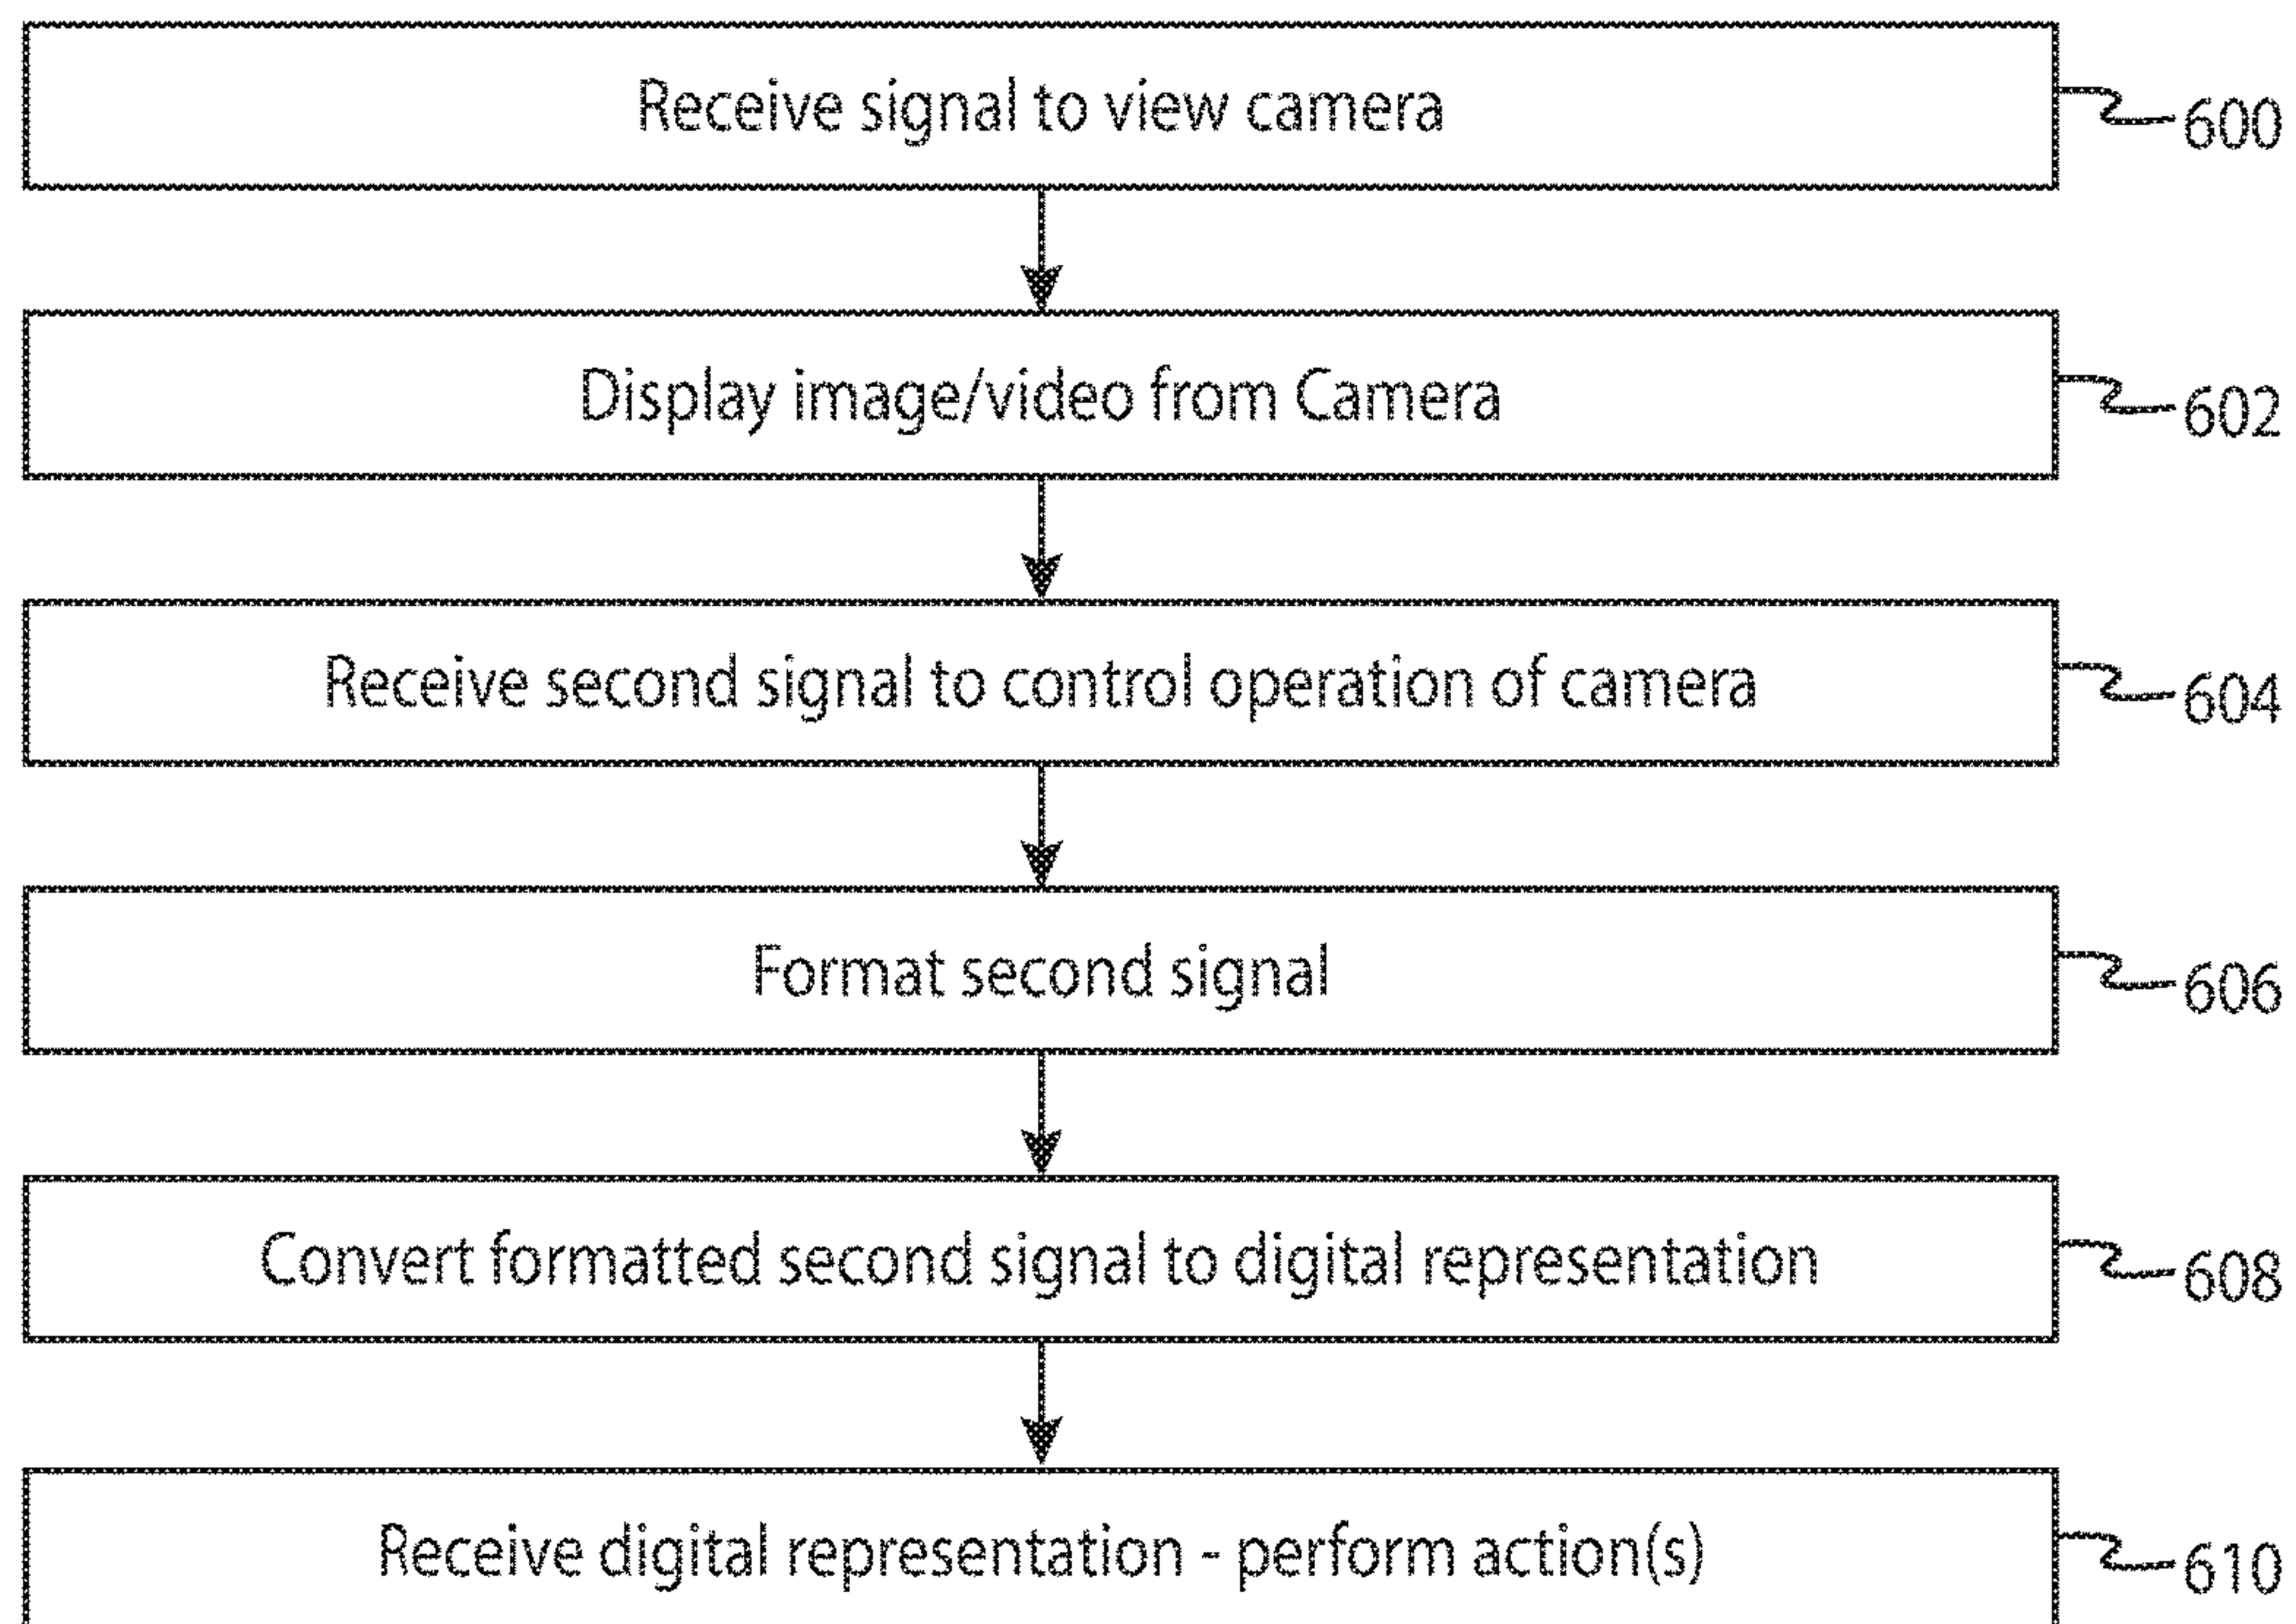 Receive signal to view camera
600
Display image/video from Camera
602
Receive second signal to control operation of camera
604
Format second signal
606
Convert formatted second signal to digital representation
608
Receive digital representation - perform action(s)
610